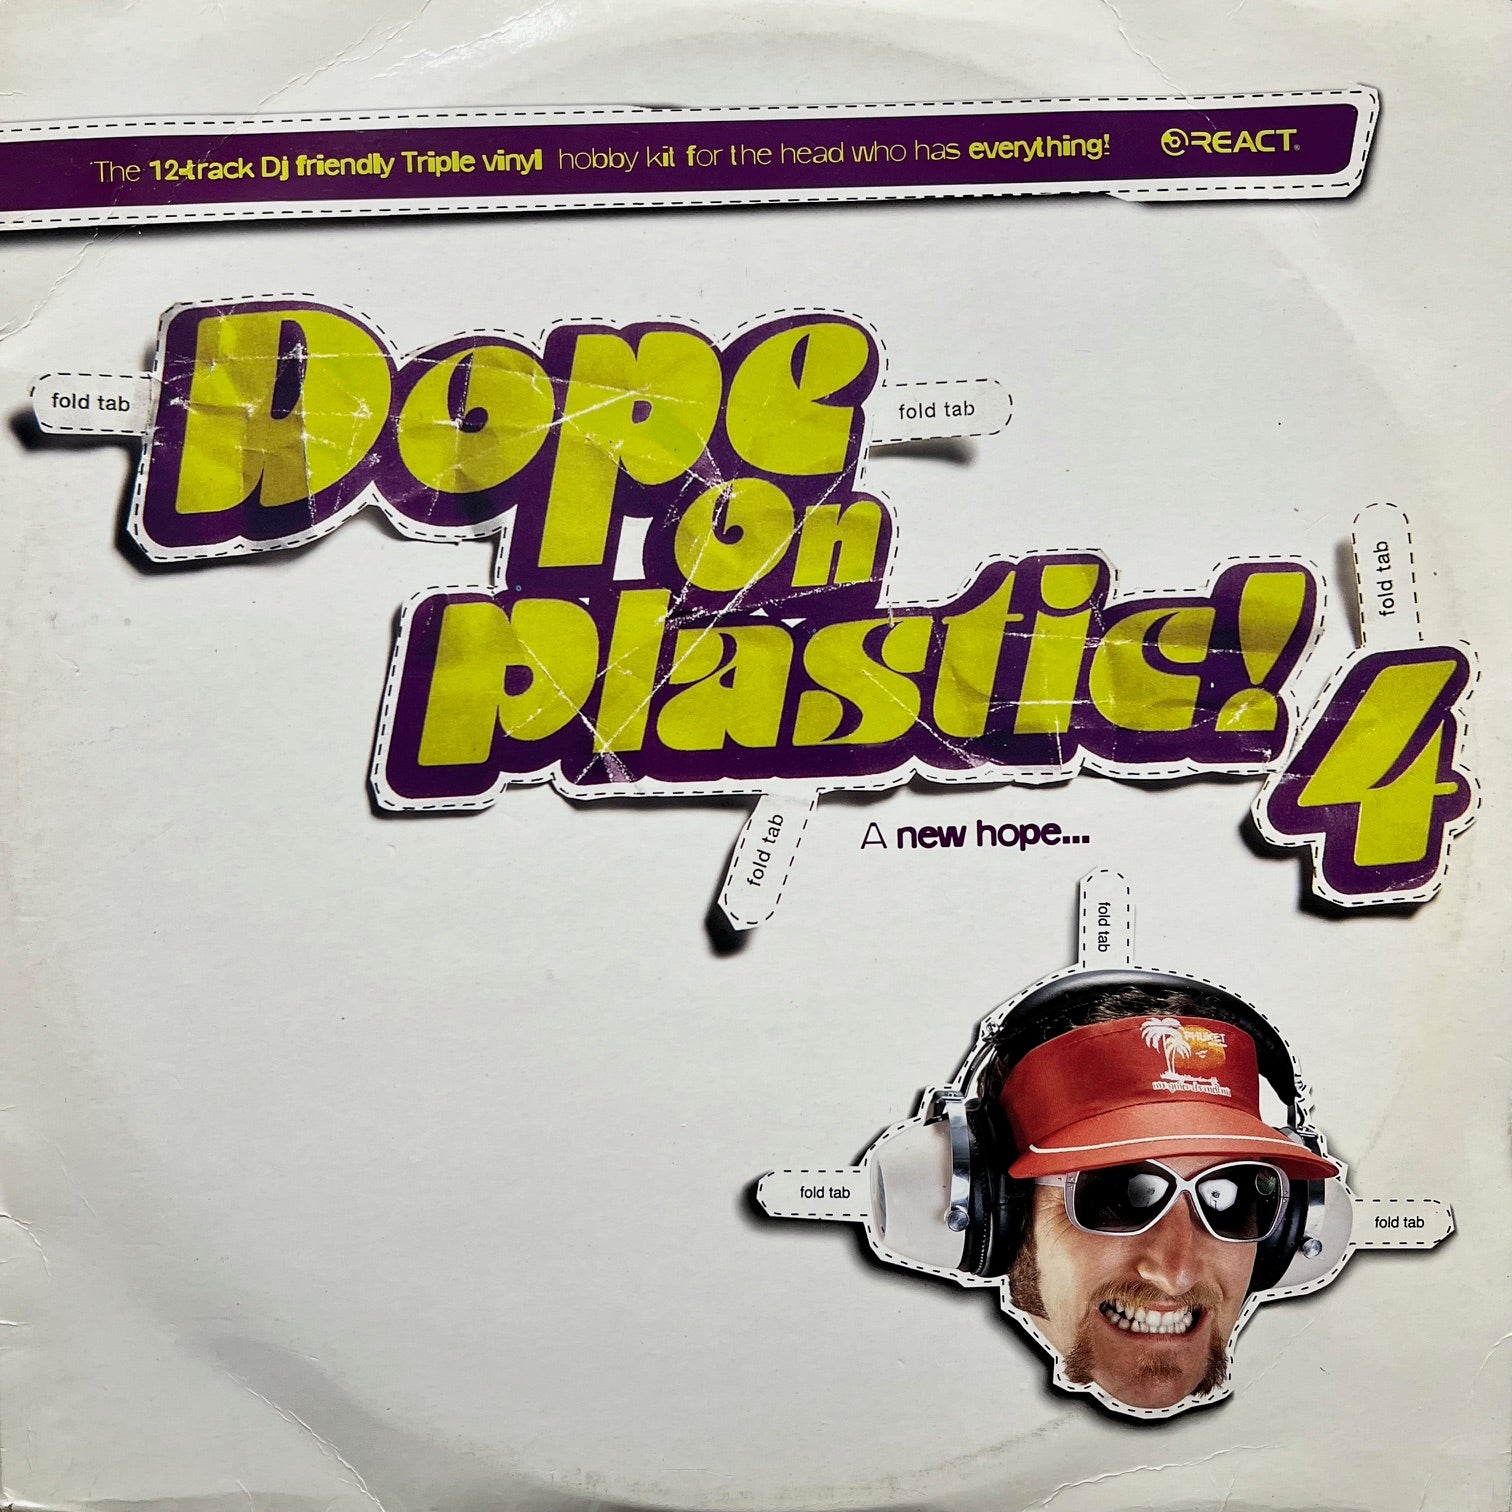 The 12-track Dj friendly Triple vinyl hobby kit for the head who has everything! REACT®
Dope
fold tab
fold tab
on
plastic!
fold tab
4
fold tab
A new hope...
fold tab
PHUKET
fold tab
fold tab